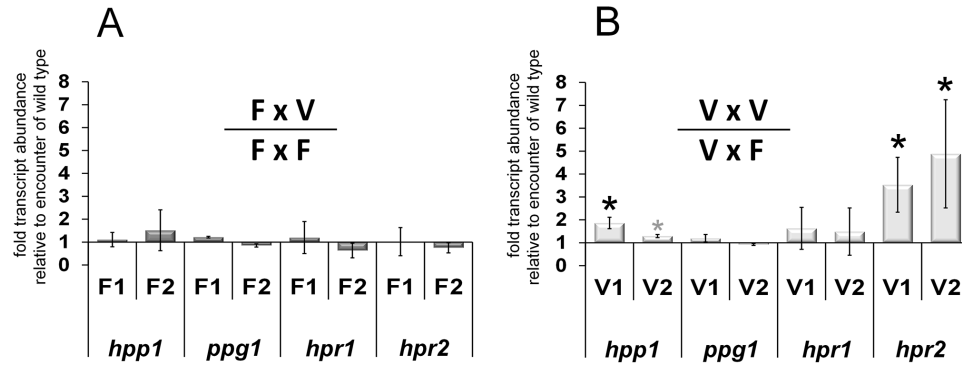 A
fold transcript abundance
relative to encounter of wild type
8
7
6
5
4
3
2
1
0
F x V
F x F
F1 F2 F1 F2 F1 F2 F1 F2
hpp1 ppg1 hpr1 hpr2
B
fold transcript abundance
relative to encounter of wild type
8
7
6
5
4
3
2
1
0
V x V
V x F
*
*
*
*
V1 V2 V1 V2 V1 V2 V1 V2
hpp1 ppg1 hpr1 hpr2